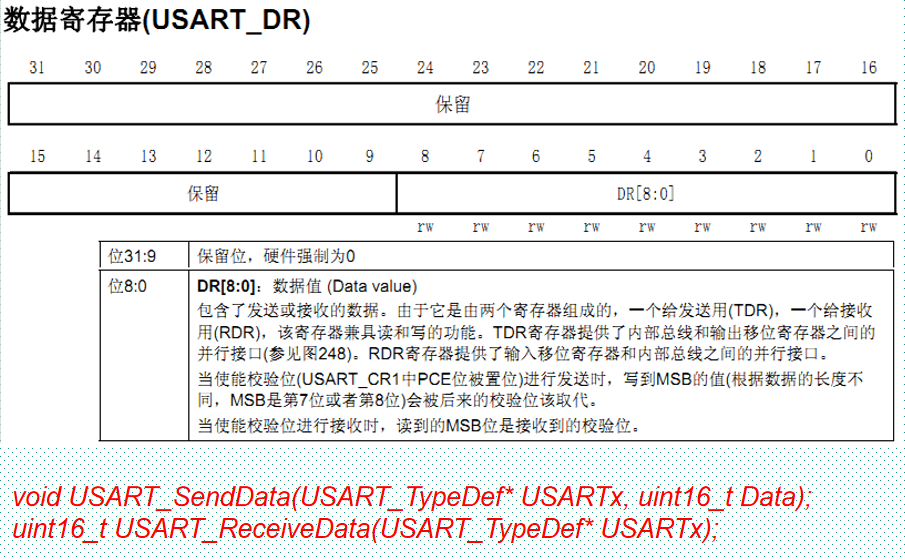 数据寄存器(USART_DR)
31 30 29 28 27 26 25 24 23 22 21 20 19 18 17 16
保留
15 14 13 12 11 10 9 8 7 6 5 4 3 2 1 0
保留 DR[8:0]
rw rw rw rw rw rw rw rw rw
位31:9 保留位，硬件强制为0
位8:0 DR[8:0]：数据值 (Data value)
包含了发送或接收的数据。由于它是由两个寄存器组成的，一个给发送用(TDR)，一个给接收
用(RDR)，该寄存器兼具读和写的功能。TDR寄存器提供了内部总线和输出移位寄存器之间的
并行接口(参见图248)。RDR寄存器提供了输入移位寄存器和内部总线之间的并行接口。
当使能校验位(USART_CR1中PCE位被置位)进行发送时，写到MSB的值(根据数据的长度不
同，MSB是第7位或者第8位)会被后来的校验位该取代。
当使能校验位进行接收时，读到的MSB位是接收到的校验位。
void USART_SendData(USART_TypeDef* USARTx, uint16_t Data);
uint16_t USART_ReceiveData(USART_TypeDef* USARTx);